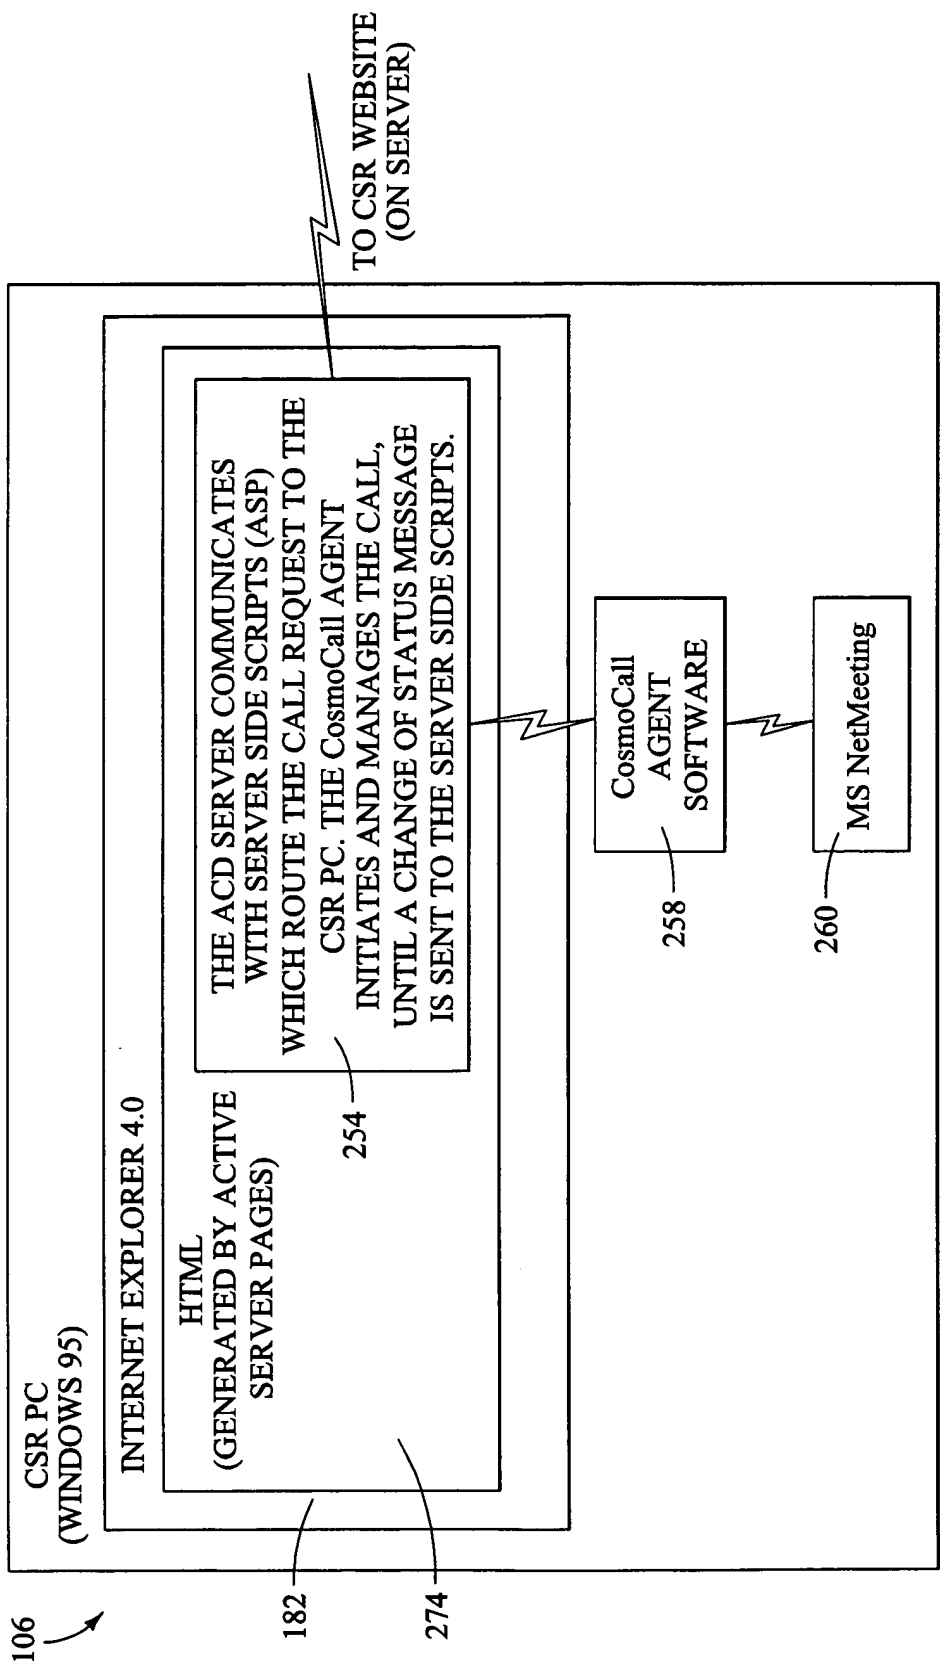 106
CSR PC
(WINDOWS 95)
INTERNET EXPLORER 4.0
HTML
(GENERATED BY ACTIVE
SERVER PAGES)
THE ACD SERVER COMMUNICATES
WITH SERVER SIDE SCRIPTS (ASP)
WHICH ROUTE THE CALL REQUEST TO THE
CSR PC. THE CosmoCall AGENT
INITIATES AND MANAGES THE CALL,
UNTIL A CHANGE OF STATUS MESSAGE
IS SENT TO THE SERVER SIDE SCRIPTS.
254
TO CSR WEBSITE
(ON SERVER)
182
274
CosmoCall
AGENT
SOFTWARE
258
MS NetMeeting
260